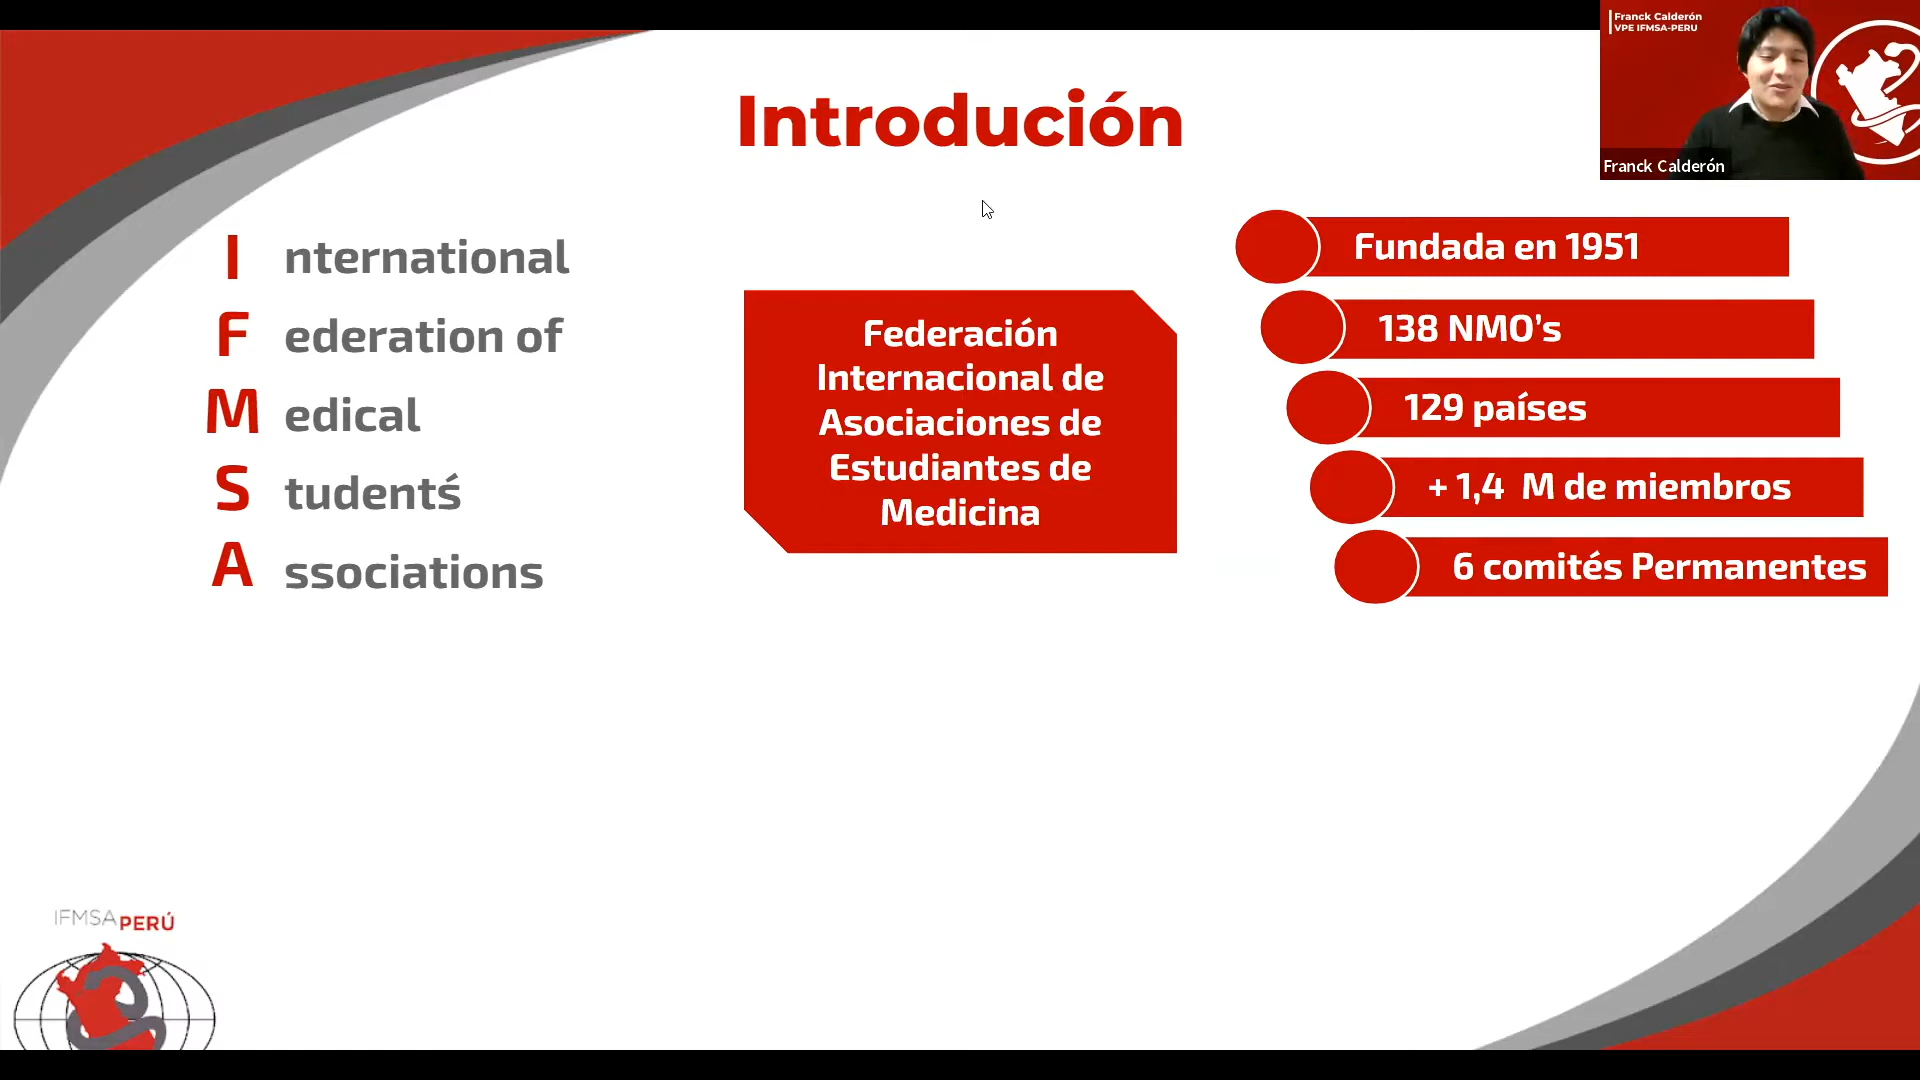 Introdución
Franck Calderón
VPE IFMSA-PERU
Franck Calderón
I nternational
F ederation of
M edical
S tudentś
A ssociations
Federación
Internacional de
Asociaciones de
Estudiantes de
Medicina
Fundada en 1951
138 NMO’s
129 países
+ 1,4 M de miembros
6 comités Permanentes
IFMSA PERÚ